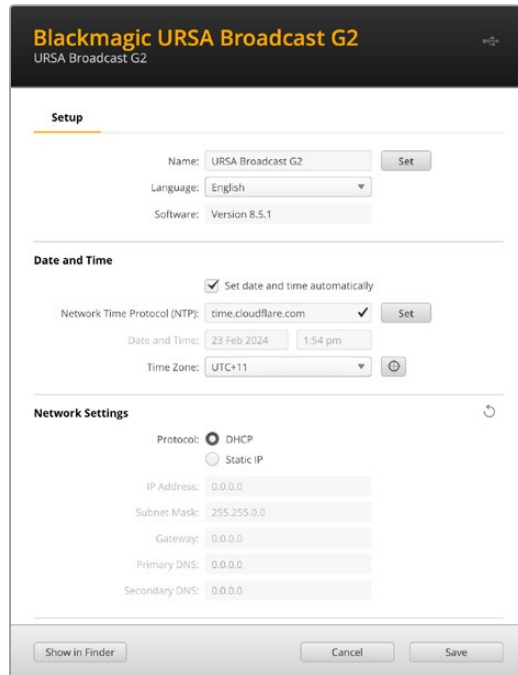 Blackmagic URSA Broadcast G2
URSA Broadcast G2
Setup
Name: URSA Broadcast G2 Set
Language: English
Software: Version 8.5.1
Date and Time
Set date and time automatically
Network Time Protocol (NTP): time.cloudflare.com Set
Date and Time: 23 Feb 2024 1:54 pm
Time Zone: UTC+11
Network Settings
Protocol: DHCP
Static IP
IP Address: 0.0.0.0
Subnet Mask: 255.255.0.0
Gateway: 0.0.0.0
Primary DNS: 0.0.0.0
Secondary DNS: 0.0.0.0
Show in Finder Cancel Save